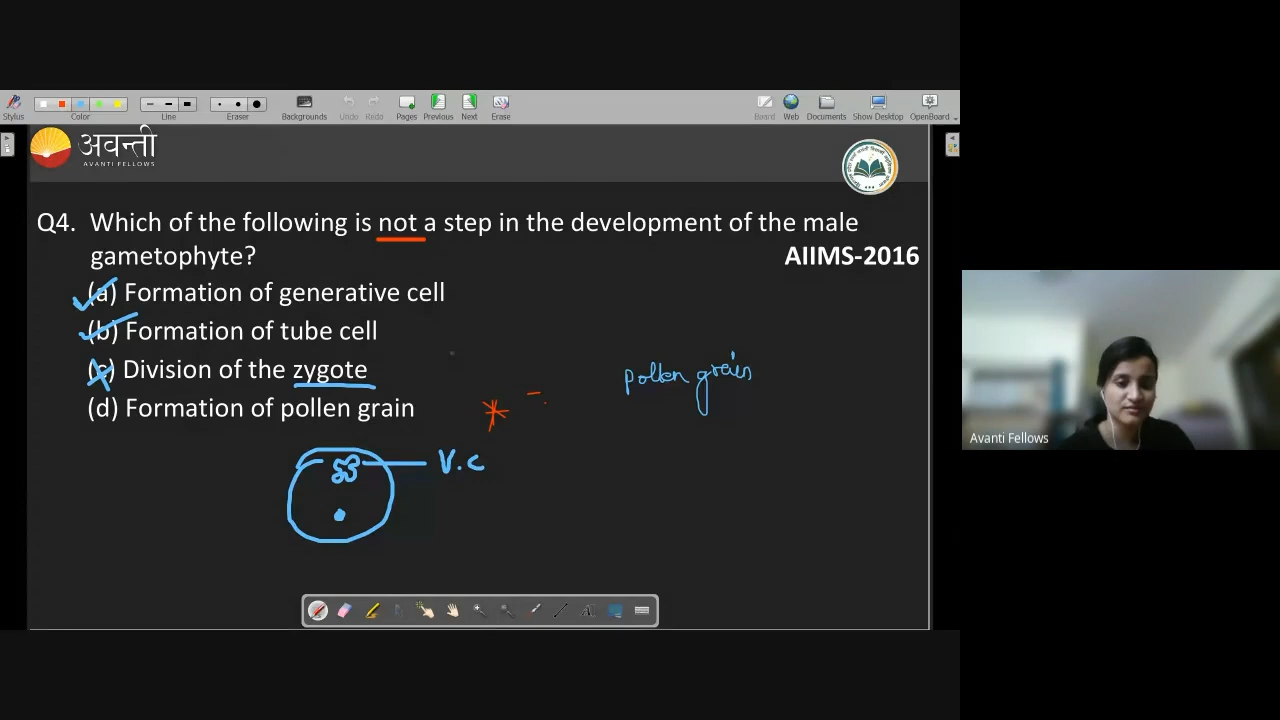 Stylus
Color
Line
Eraser
Backgrounds
Undo
Redo
Pages
Previous
Next
Erase
Board
Web
Documents
Show Desktop
OpenBoard
अवन्ती
AVANTI FELLOWS
Q4. Which of the following is not a step in the development of the male
gametophyte?
AIIMS-2016
(a) Formation of generative cell
(b) Formation of tube cell
(c) Division of the zygote
(d) Formation of pollen grain
pollen grain
V.C
Avanti Fellows